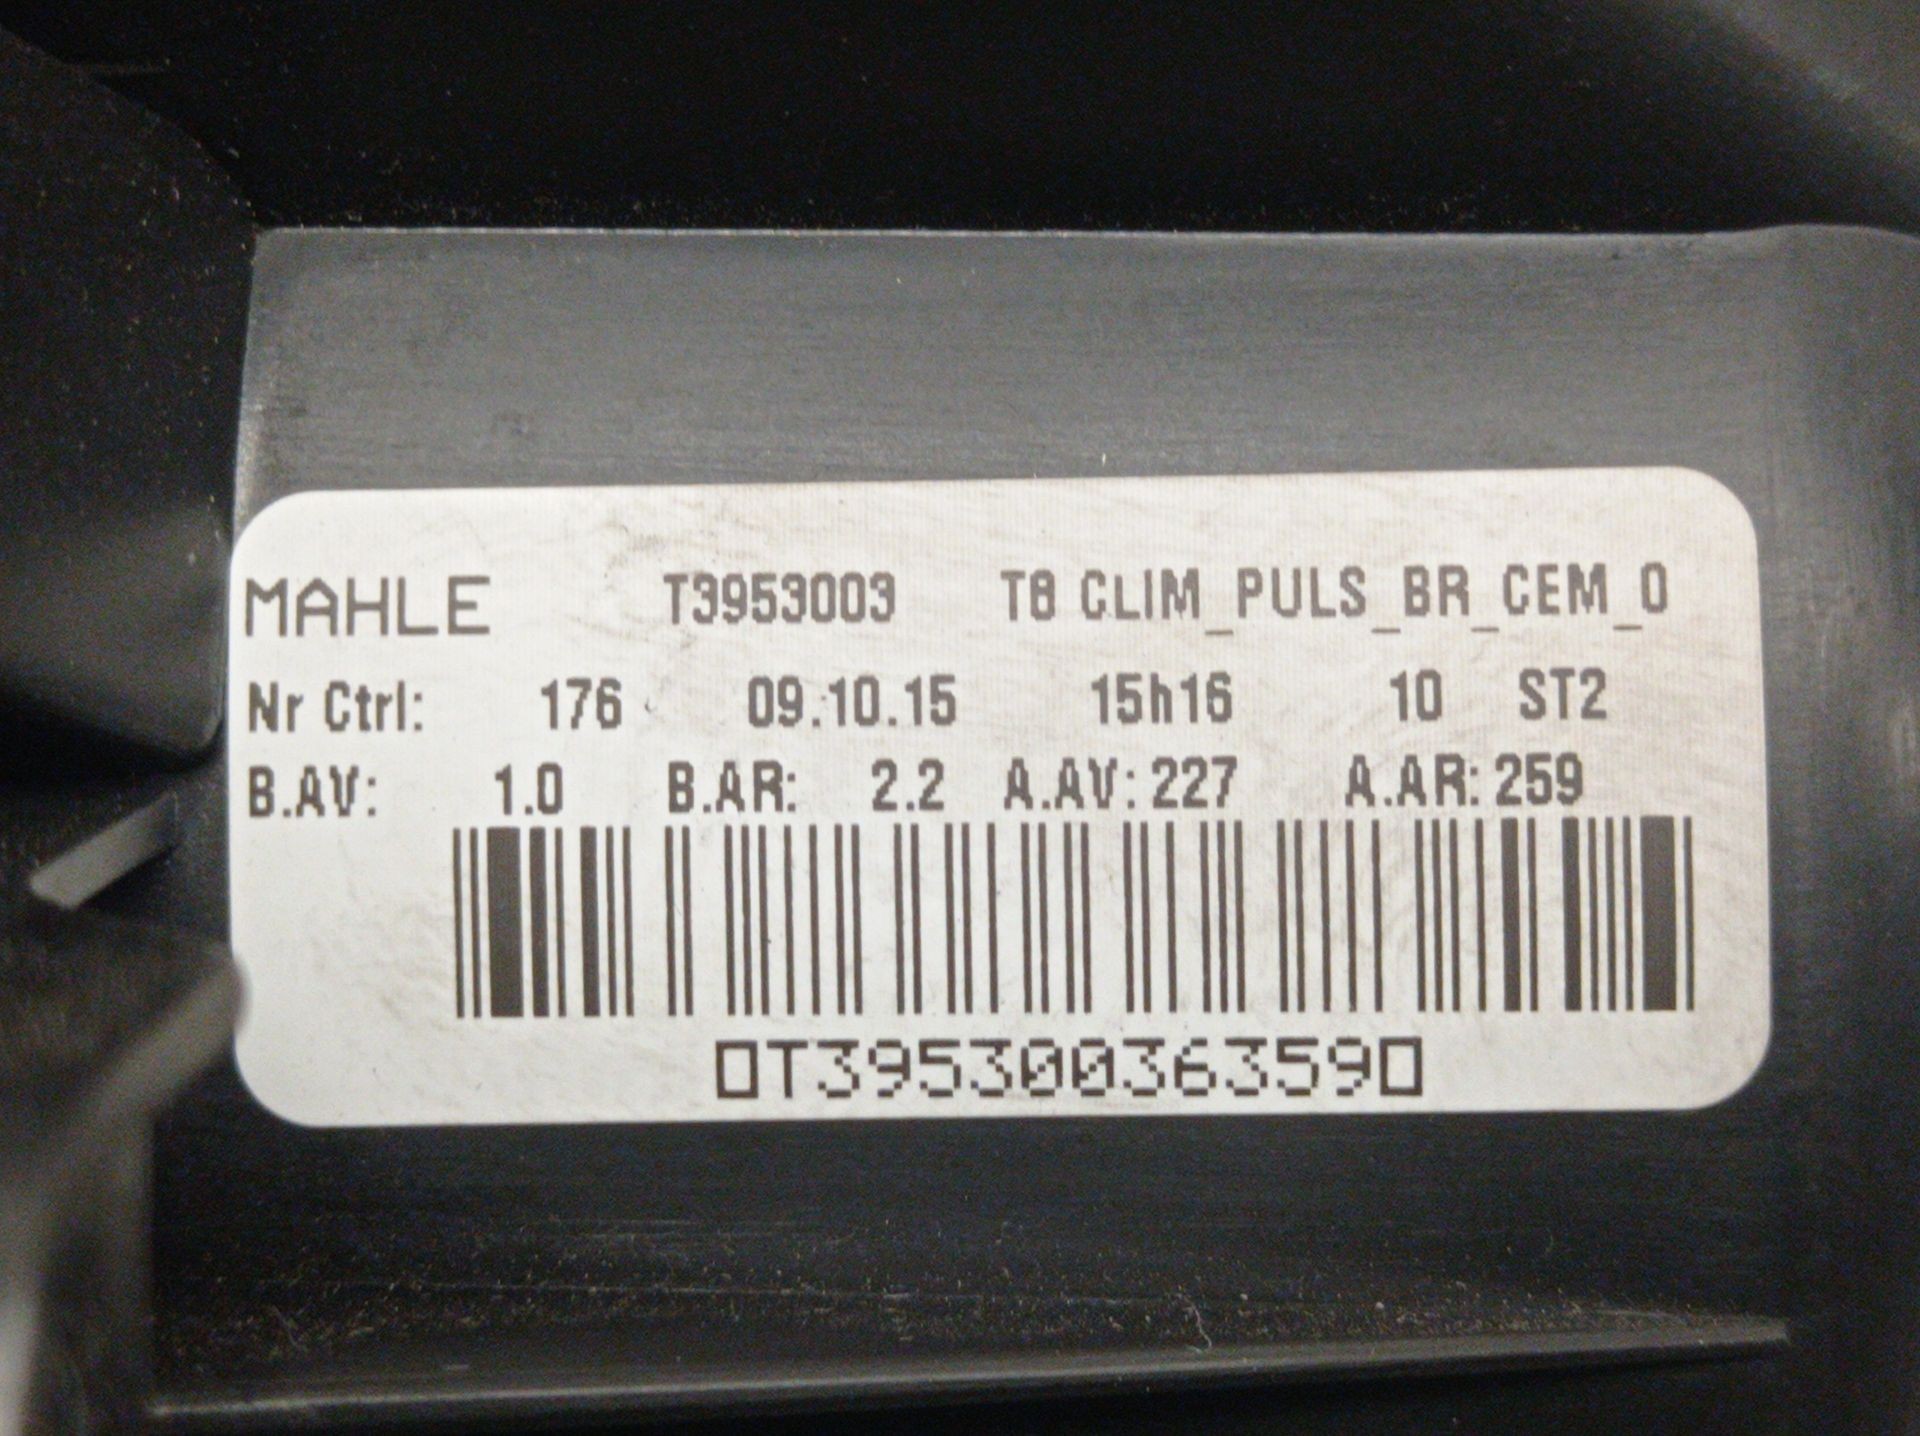 MAHLE T3953003 T8 CLIM_PULS_BR_CEM_0
Nr Ctrl: 176 09.10.15 15h16 10 ST2
B.AV: 1.0 B.AR: 2.2 A.AV: 227 A.AR: 259
▯T39530036359▯